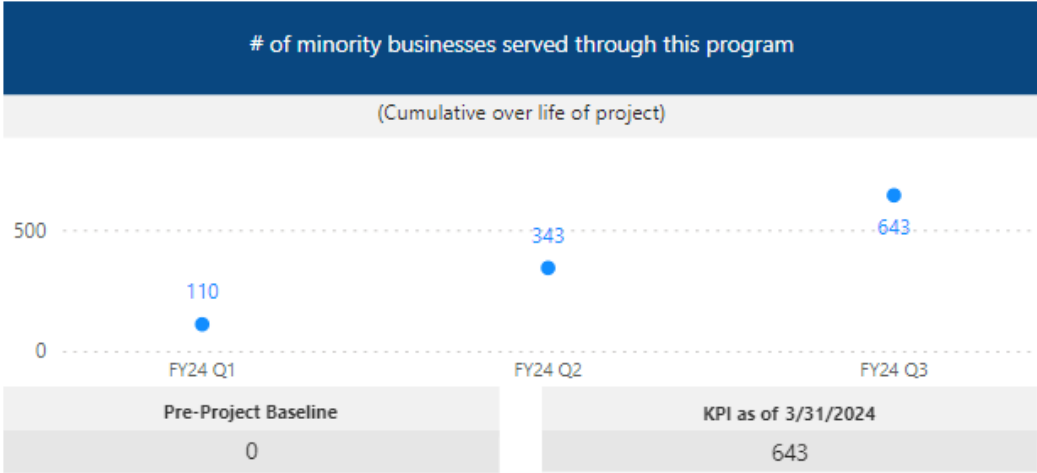 # of minority businesses served through this program
(Cumulative over life of project)
500
343
643
110
0
FY24 Q1 FY24 Q2 FY24 Q3
Pre-Project Baseline KPI as of 3/31/2024
0 643